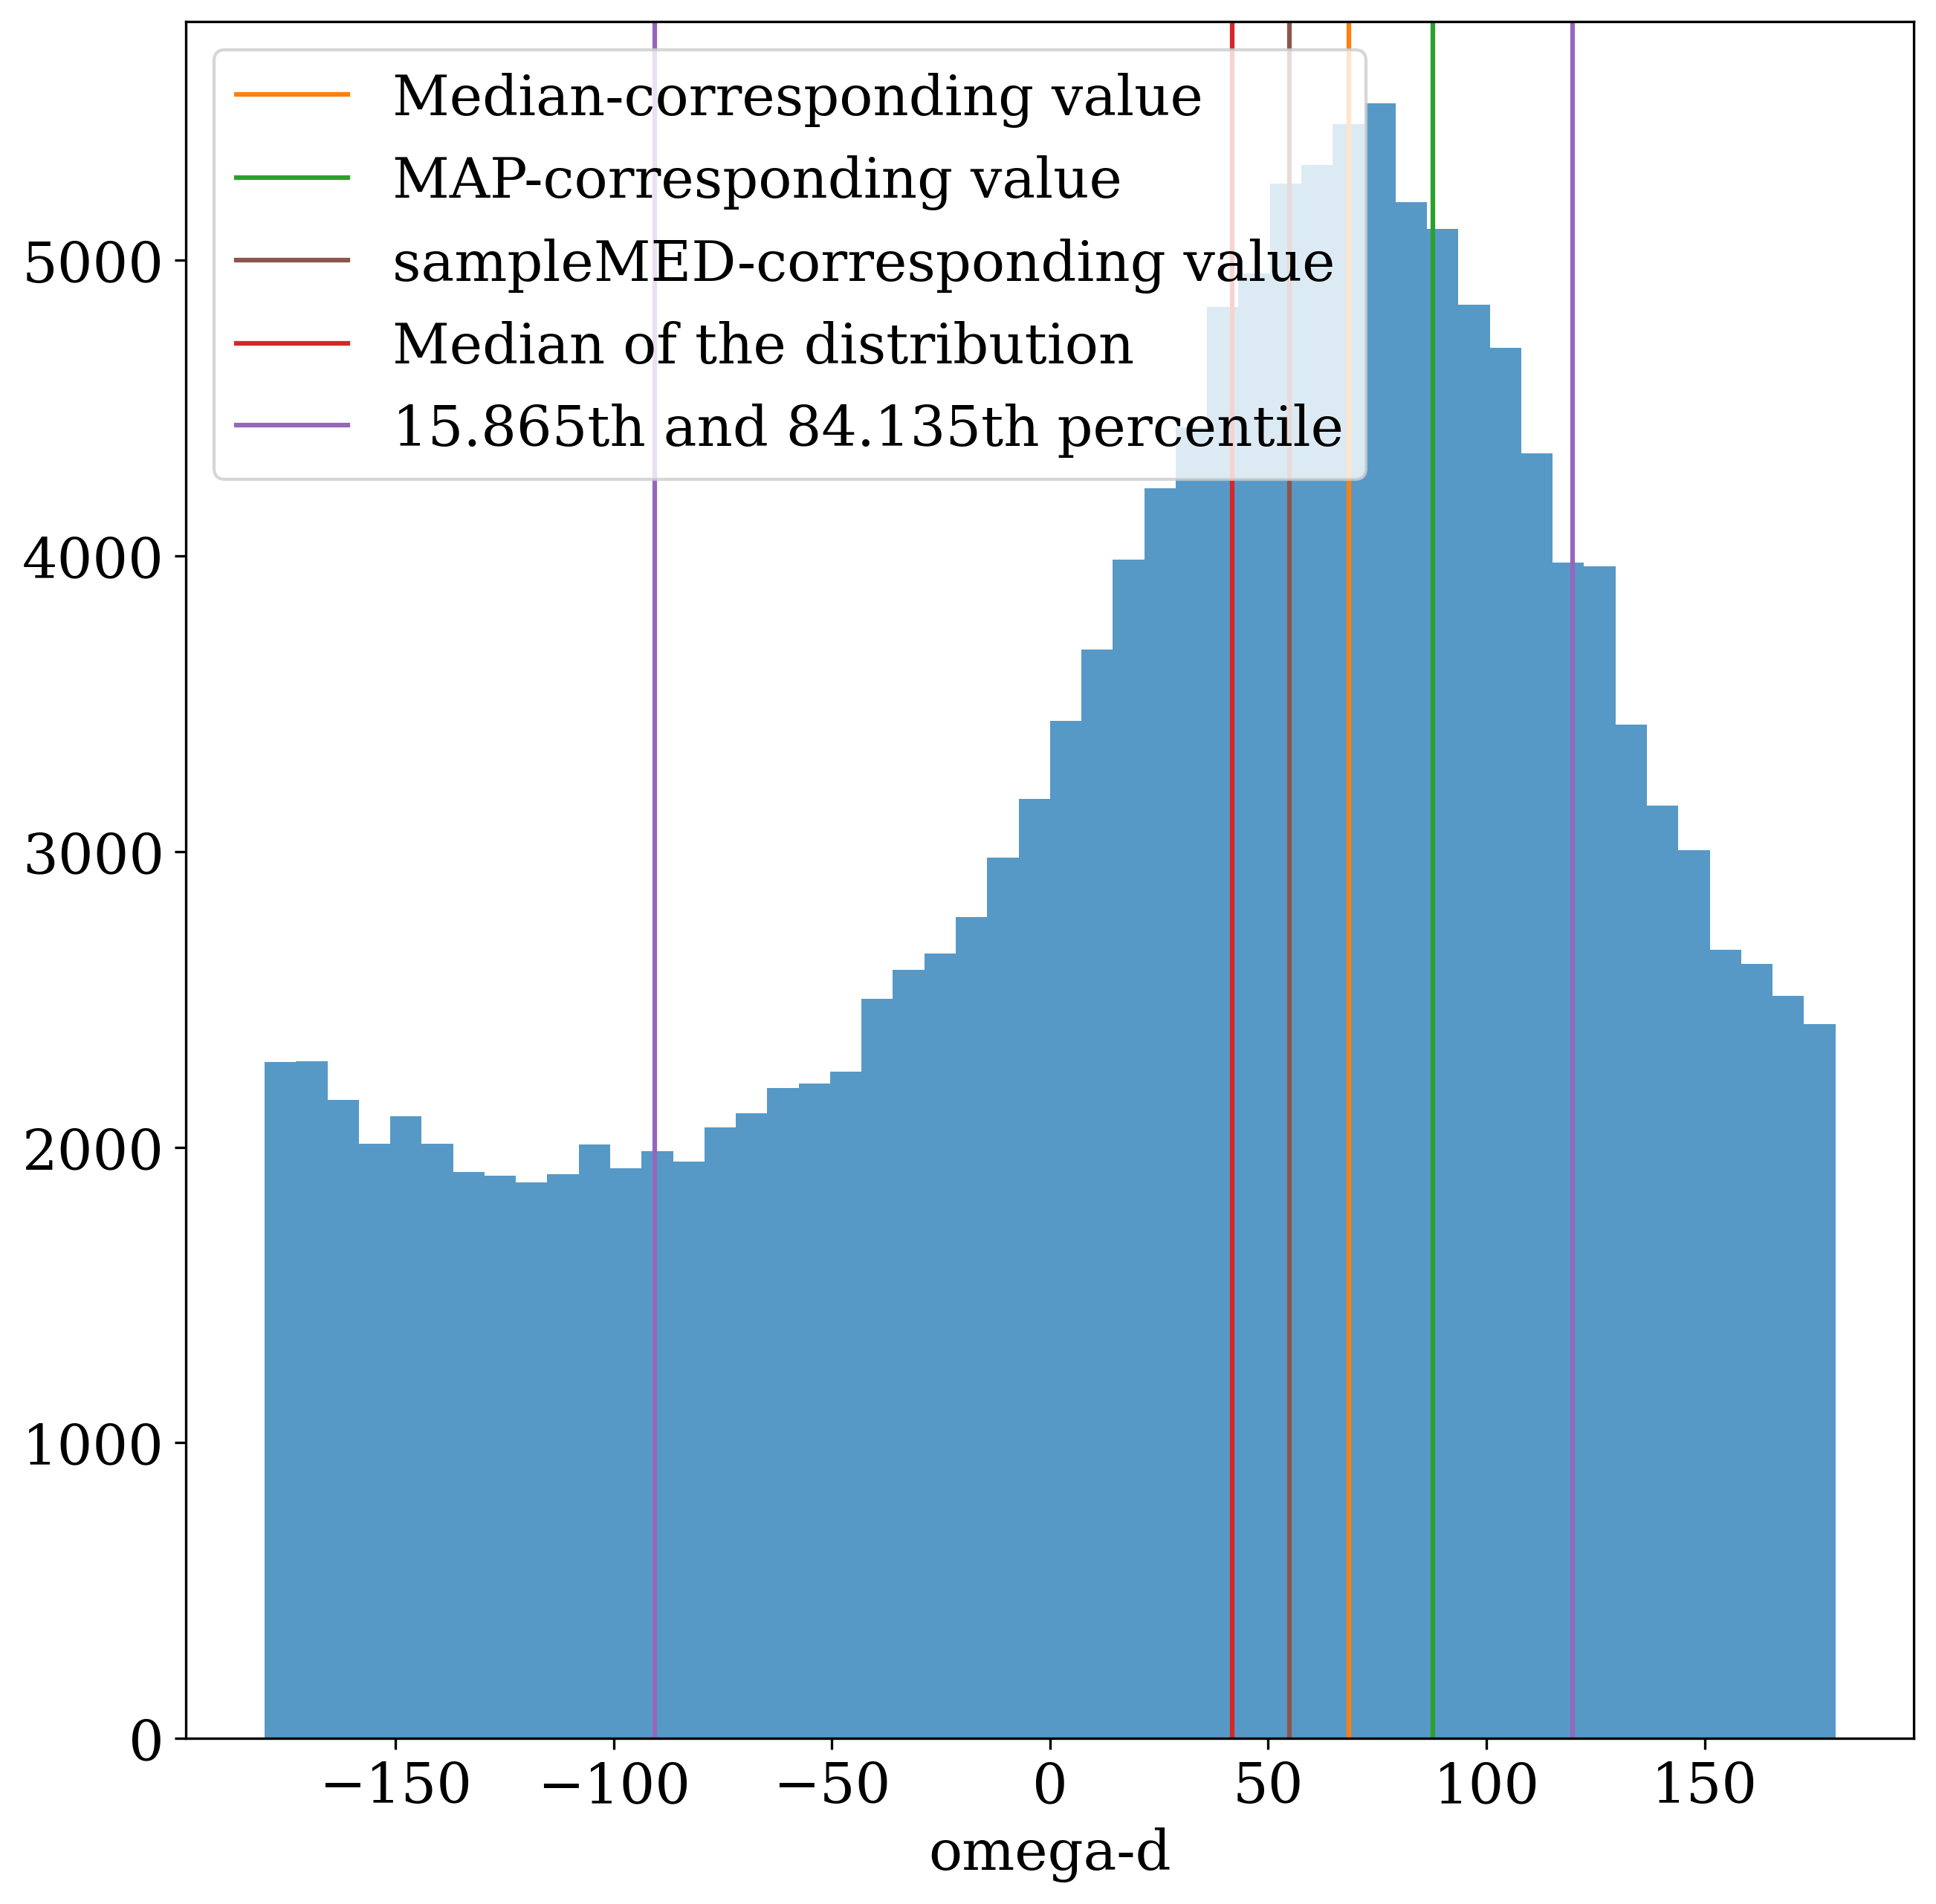 Median-corresponding value
MAP-corresponding value
sampleMED-corresponding value
Median of the distribution
15.865th and 84.135th percentile
5000
4000
3000
2000
1000
0
−150 −100 −50 0 50 100 150
omega-d